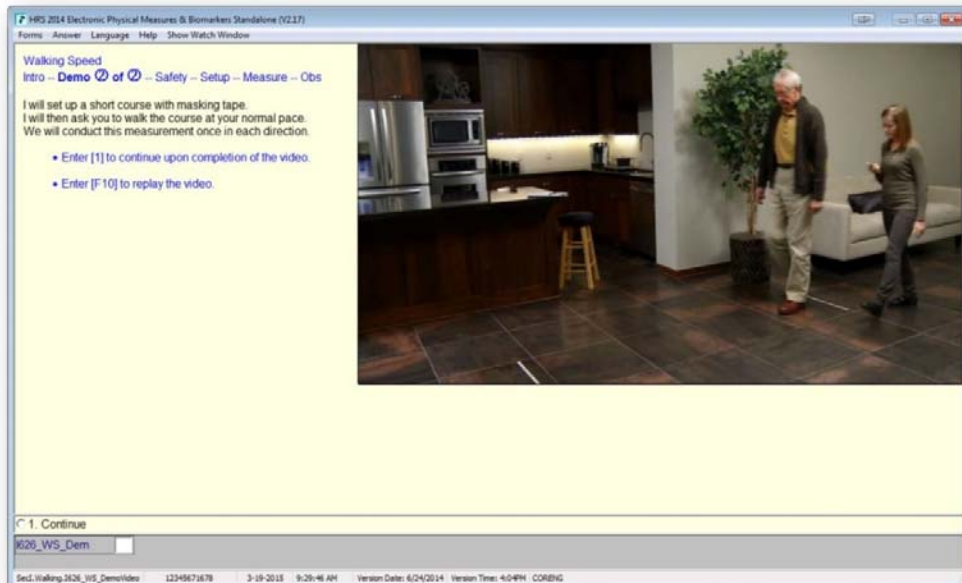 HRS 2014 Electronic Physical Measures & Biomarkers Standalone (V2.17)
Forms Answer Language Help Show Watch Window
Walking Speed
Intro -- Demo ② of ② -- Safety -- Setup -- Measure -- Obs
I will set up a short course with masking tape.
I will then ask you to walk the course at your normal pace.
We will conduct this measurement once in each direction.
• Enter [1] to continue upon completion of the video.
• Enter [F10] to replay the video.
1. Continue
I626_WS_Dem
SecI.Walking.I626_WS_DemoVideo 12345671678 3-19-2015 9:29:46 AM Version Date: 6/24/2014 Version Time: 4:04PM CORENG